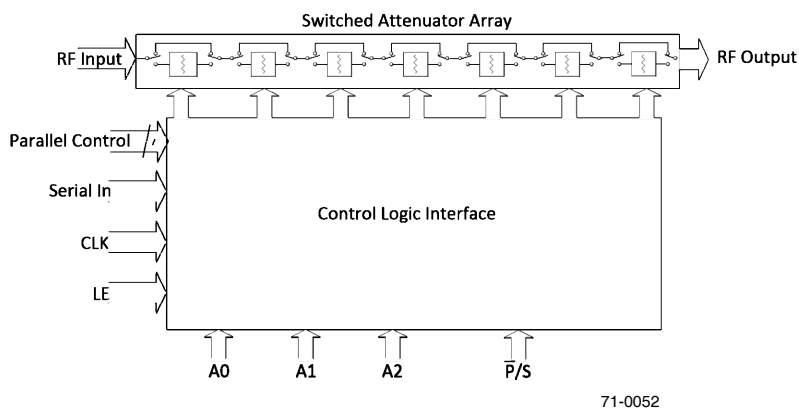 Switched Attenuator Array
RF Input
RF Output
Parallel Control
Serial In
Control Logic Interface
CLK
LE
A0 A1 A2 P̅/S
71-0052